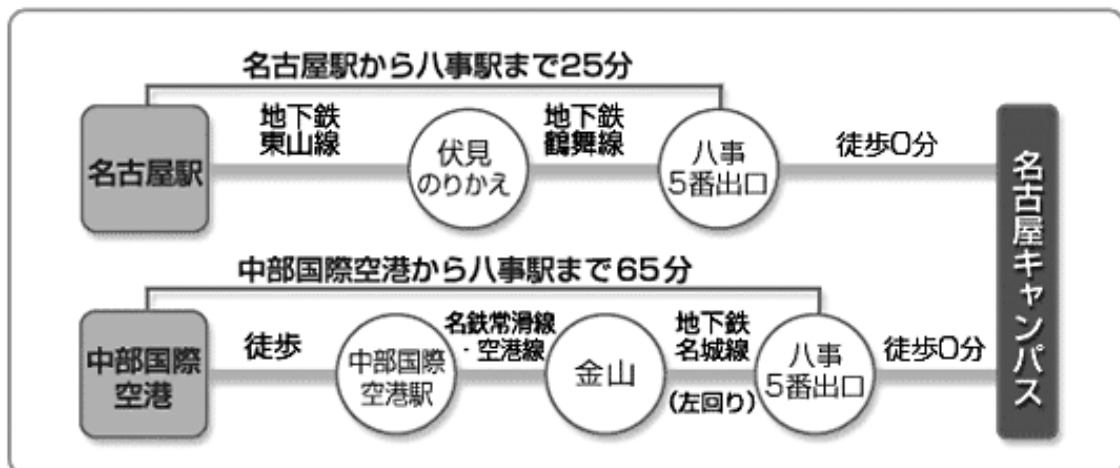 名古屋駅から八事駅まで25分
名古屋駅
地下鉄
東山線
伏見
のりかえ
地下鉄
鶴舞線
八事
5番出口
徒歩0分
中部国際空港から八事駅まで65分
中部国際
空港
徒歩
中部国際
空港駅
名鉄常滑線
・空港線
金山
地下鉄
名城線
(左回り)
八事
5番出口
徒歩0分
名古屋キャンパス